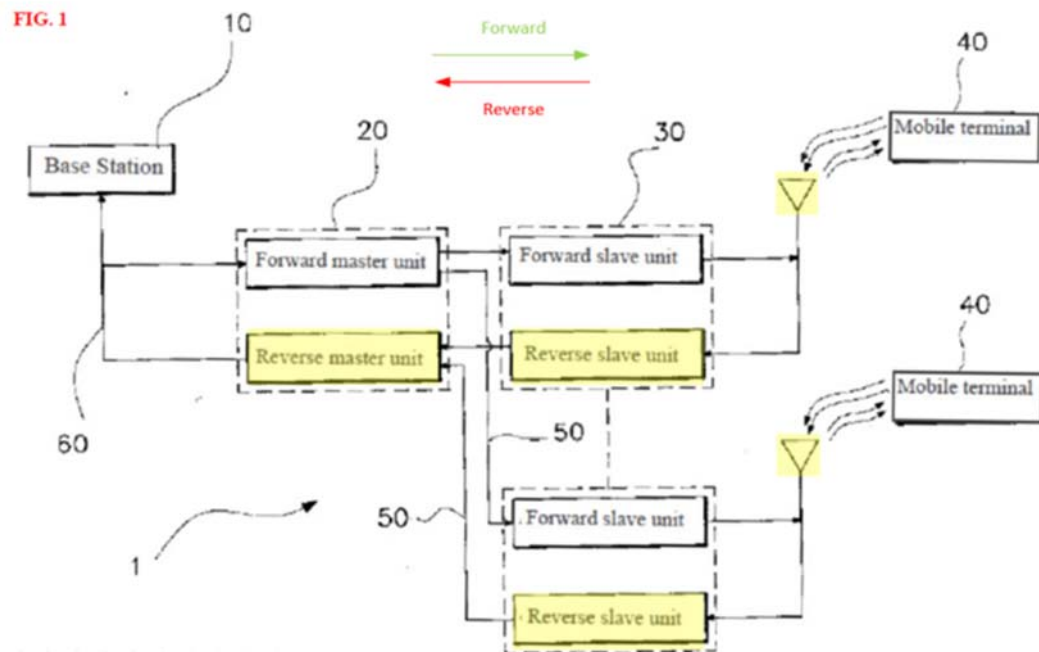 FIG. 1
10
Forward
Reverse
40
Base Station
20
30
Mobile terminal
Forward master unit
Forward slave unit
Reverse master unit
Reverse slave unit
40
Mobile terminal
60
50
50
Forward slave unit
1
Reverse slave unit